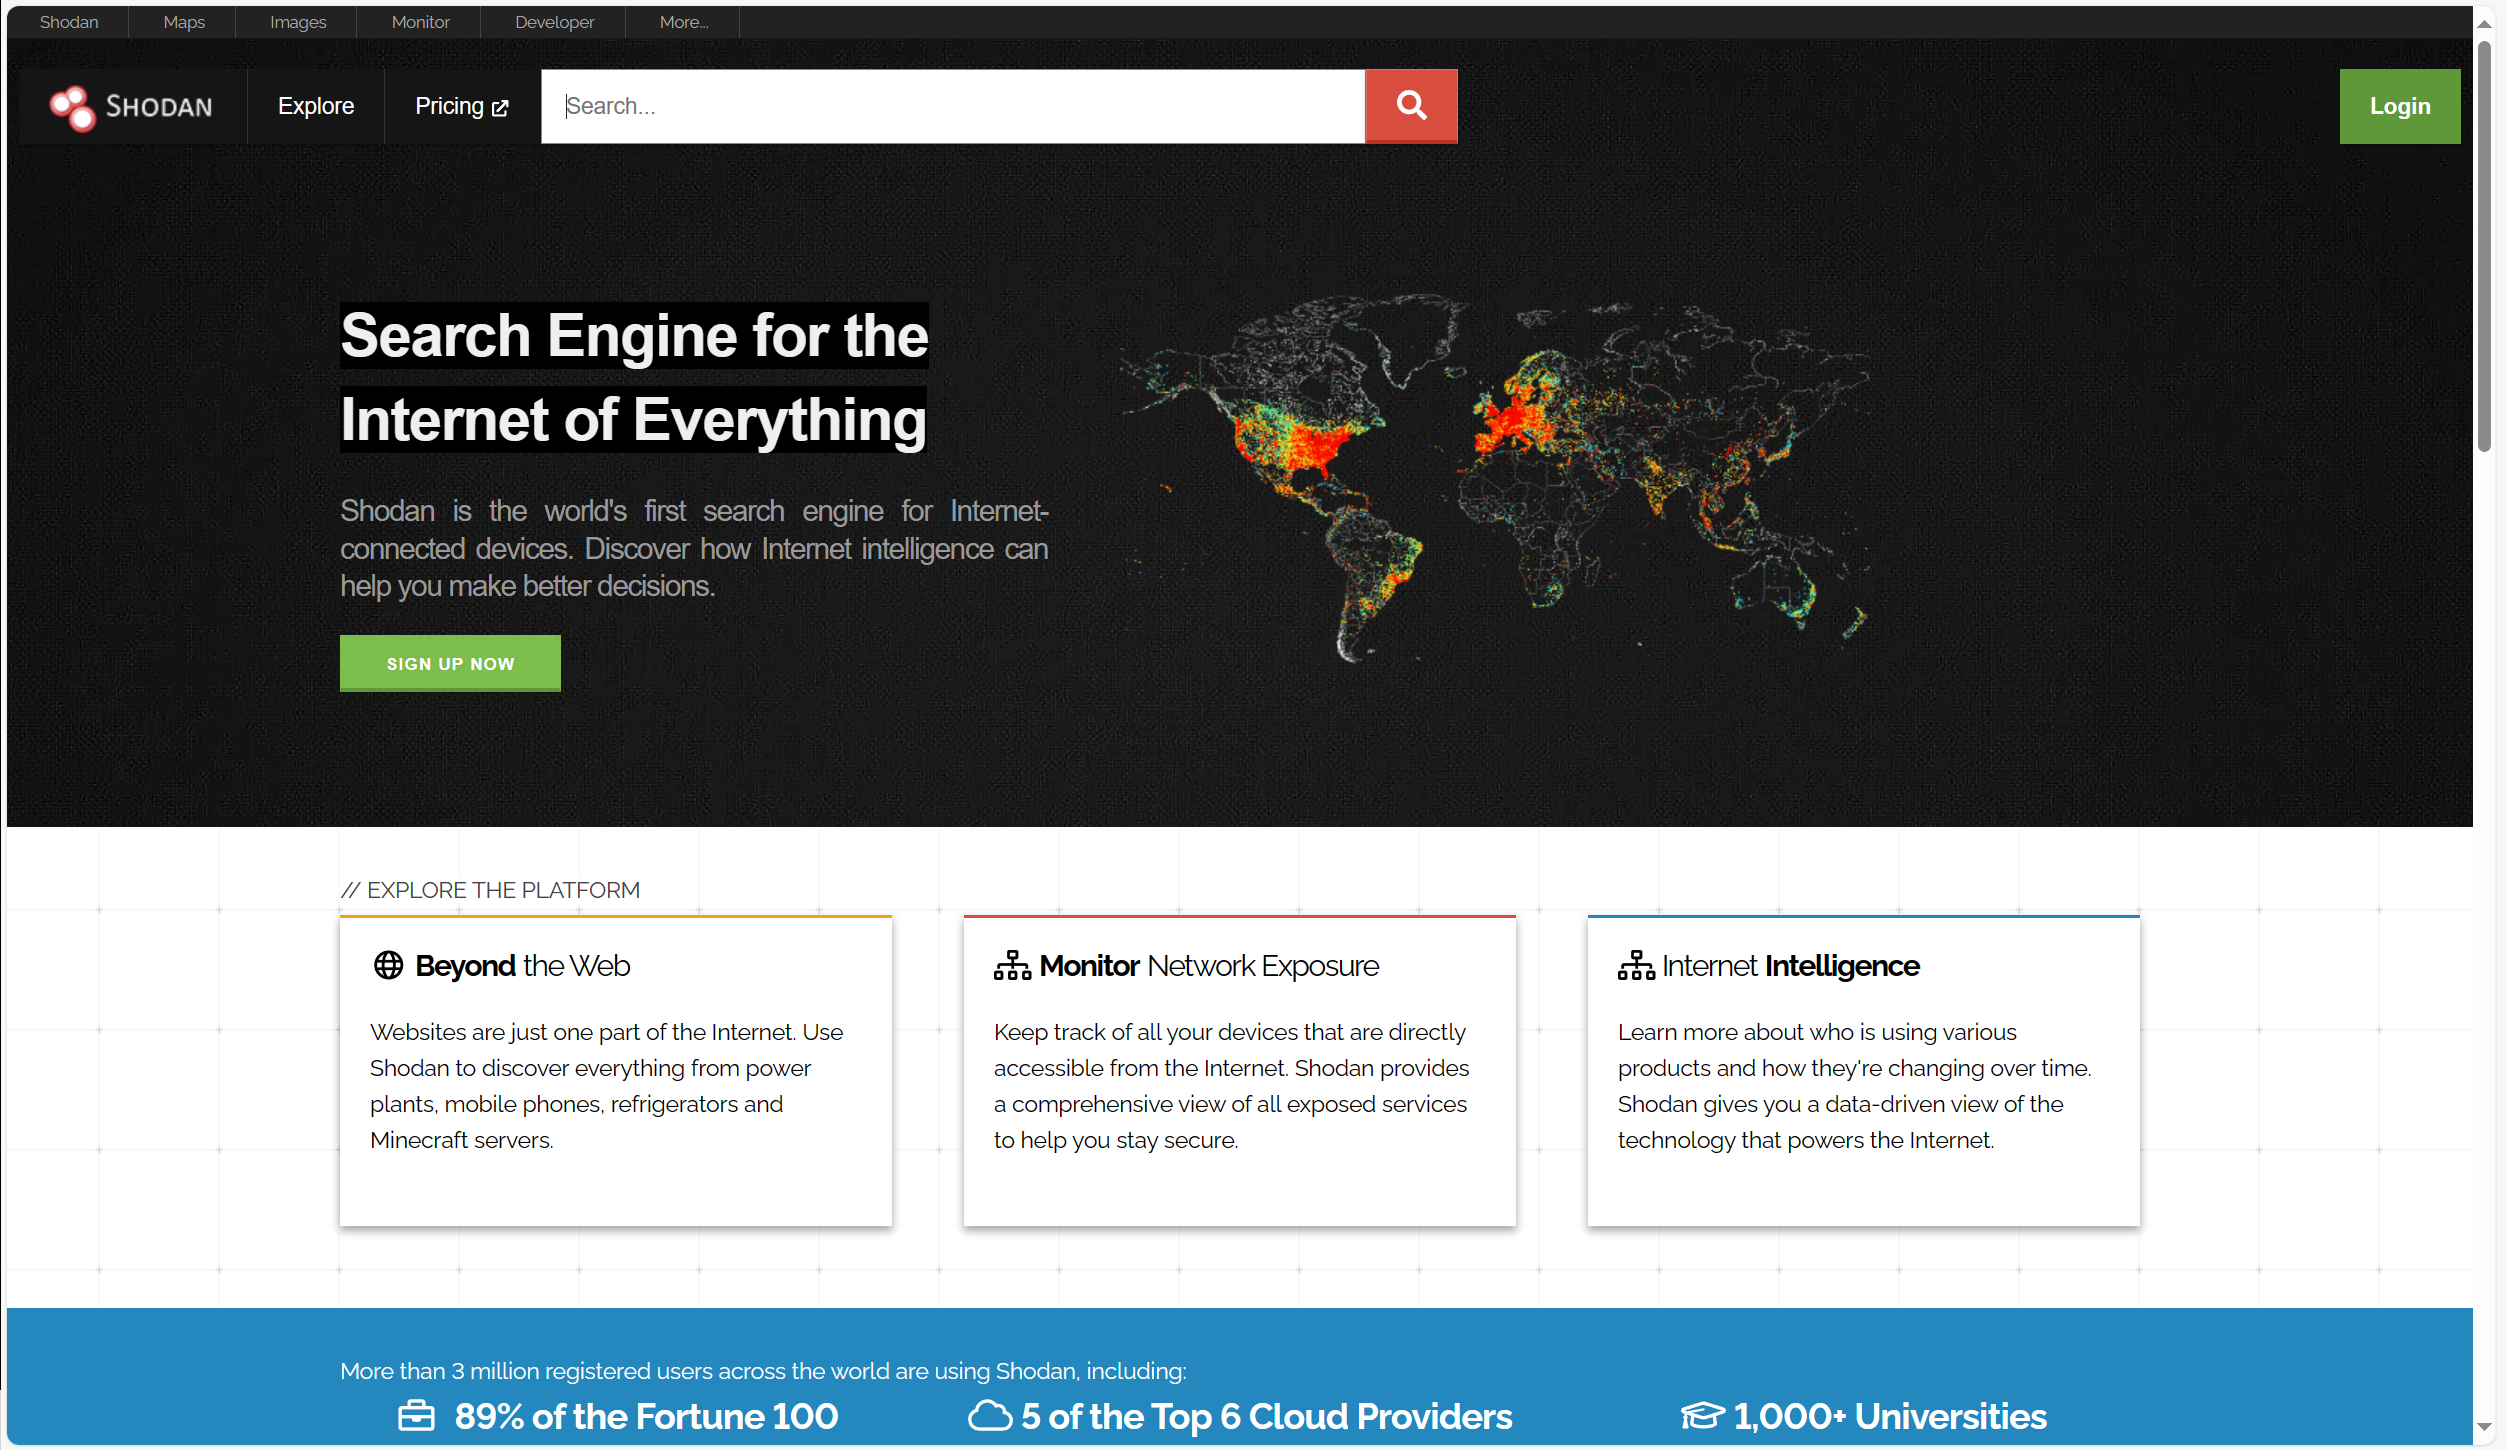 Shodan
Maps
Images
Monitor
Developer
More...
SHODAN
Explore
Pricing
Search...
Login
Search Engine for the
Internet of Everything
Shodan is the world's first search engine for Internet-
connected devices. Discover how Internet intelligence can
help you make better decisions.
SIGN UP NOW
// EXPLORE THE PLATFORM
Beyond the Web
Websites are just one part of the Internet. Use
Shodan to discover everything from power
plants, mobile phones, refrigerators and
Minecraft servers.
Monitor Network Exposure
Keep track of all your devices that are directly
accessible from the Internet. Shodan provides
a comprehensive view of all exposed services
to help you stay secure.
Internet Intelligence
Learn more about who is using various
products and how they're changing over time.
Shodan gives you a data-driven view of the
technology that powers the Internet.
More than 3 million registered users across the world are using Shodan, including:
89% of the Fortune 100
5 of the Top 6 Cloud Providers
1,000+ Universities